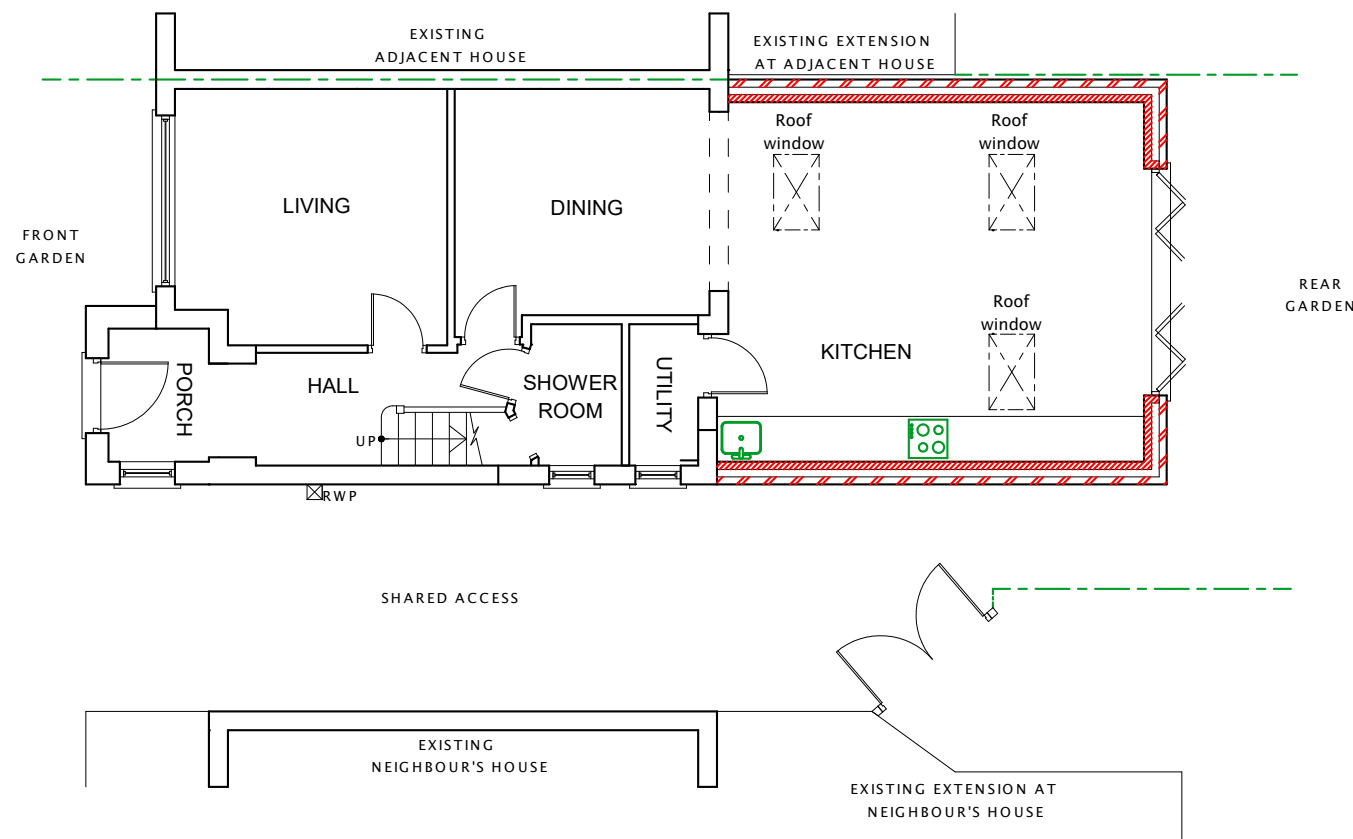 EXISTING
ADJACENT HOUSE
EXISTING EXTENSION
AT ADJACENT HOUSE
Roof
window
Roof
window
LIVING
DINING
FRONT
GARDEN
REAR
GARDEN
Roof
window
KITCHEN
PORCH
HALL
SHOWER
ROOM
UTILITY
UP
RWP
SHARED ACCESS
EXISTING
NEIGHBOUR'S HOUSE
EXISTING EXTENSION AT
NEIGHBOUR'S HOUSE